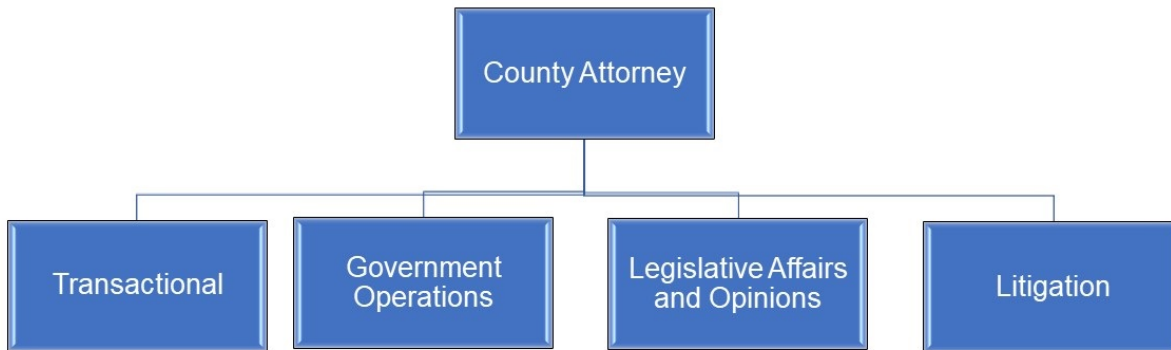 County Attorney
Transactional
Government
Operations
Legislative Affairs
and Opinions
Litigation